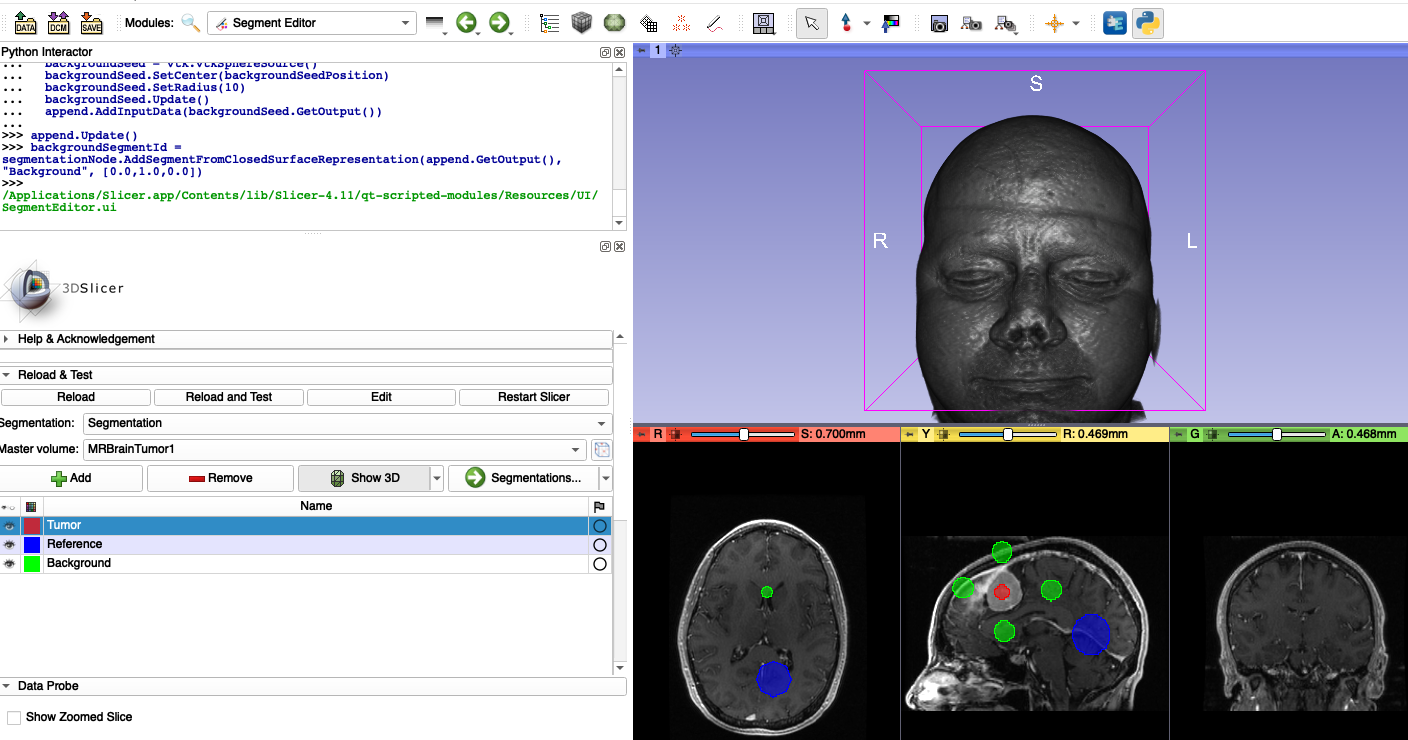 DATA
DCM
SAVE
Modules:
Segment Editor
Python Interactor
...   backgroundSeed = vtk.vtkSphereSource()
...   backgroundSeed.SetCenter(backgroundSeedPosition)
...   backgroundSeed.SetRadius(10)
...   backgroundSeed.Update()
...   append.AddInputData(backgroundSeed.GetOutput())
...
>>> append.Update()
>>> backgroundSegmentId =
segmentationNode.AddSegmentFromClosedSurfaceRepresentation(append.GetOutput(),
"Background", [0.0,1.0,0.0])
>>>
/Applications/Slicer.app/Contents/lib/Slicer-4.11/qt-scripted-modules/Resources/UI/
SegmentEditor.ui
3DSlicer
Help & Acknowledgement
Reload & Test
Reload
Reload and Test
Edit
Restart Slicer
Segmentation:
Segmentation
Master volume:
MRBrainTumor1
Add
Remove
Show 3D
Segmentations...
Name
Tumor
Reference
Background
Data Probe
Show Zoomed Slice
1
S
R
L
R
S: 0.700mm
Y
R: 0.469mm
G
A: 0.468mm